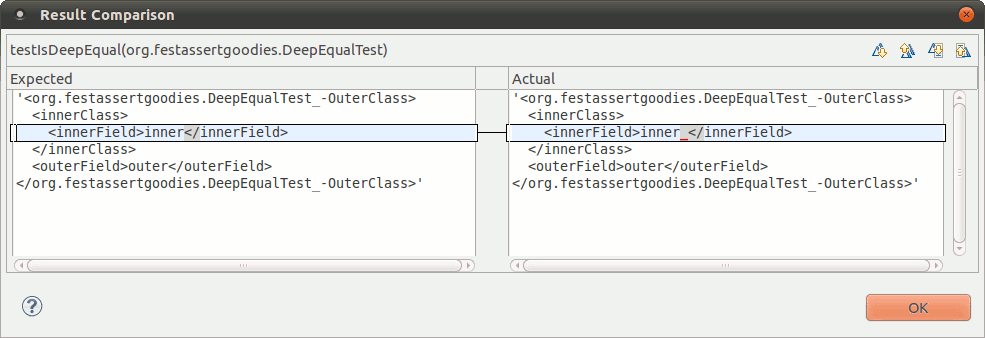 Result Comparison
testIsDeepEqual(org.festassertgoodies.DeepEqualTest)
Expected
'<org.festassertgoodies.DeepEqualTest_-OuterClass>
  <innerClass>
    <innerField>inner</innerField>
  </innerClass>
  <outerField>outer</outerField>
</org.festassertgoodies.DeepEqualTest_-OuterClass>'
Actual
'<org.festassertgoodies.DeepEqualTest_-OuterClass>
  <innerClass>
    <innerField>inner_</innerField>
  </innerClass>
  <outerField>outer</outerField>
</org.festassertgoodies.DeepEqualTest_-OuterClass>'
?
OK